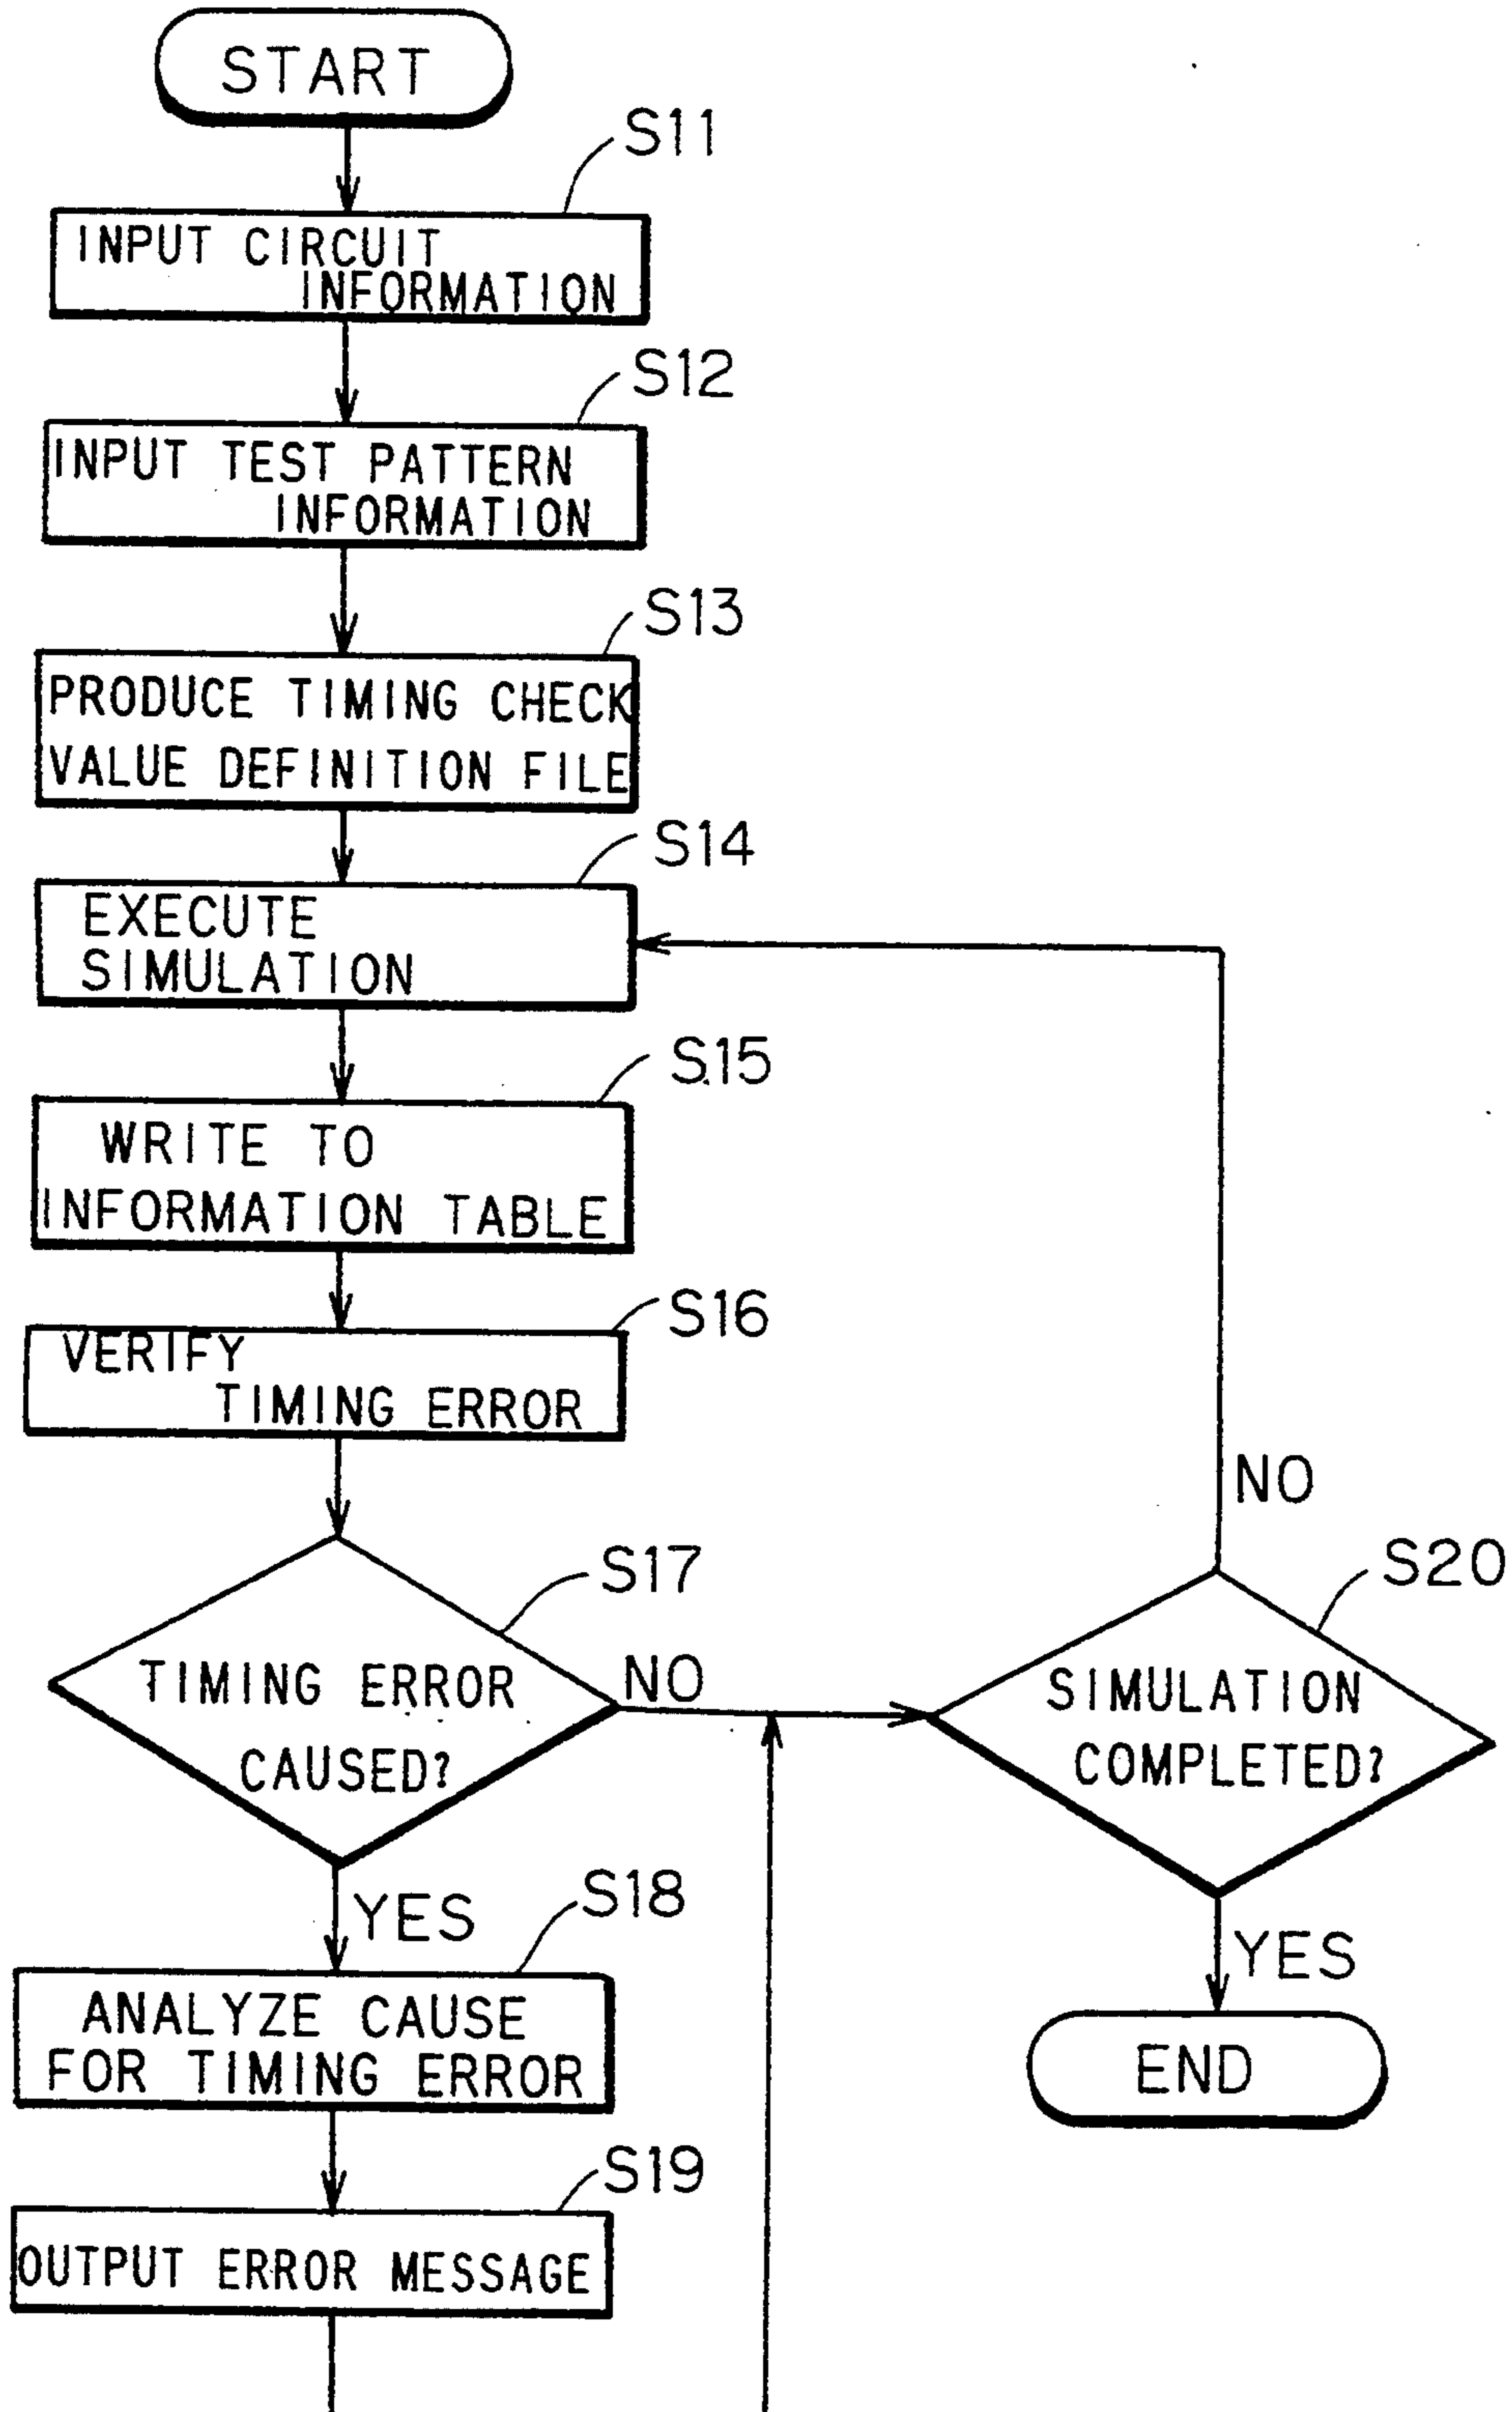 START
S11
INPUT CIRCUIT
INFORMATION
S12
INPUT TEST PATTERN
INFORMATION
S13
PRODUCE TIMING CHECK
VALUE DEFINITION FILE
S14
EXECUTE
SIMULATION
S15
WRITE TO
INFORMATION TABLE
S16
VERIFY
TIMING ERROR
S17
TIMING ERROR
CAUSED?
NO
YES
S18
ANALYZE CAUSE
FOR TIMING ERROR
S19
OUTPUT ERROR MESSAGE
NO
S20
SIMULATION
COMPLETED?
YES
END